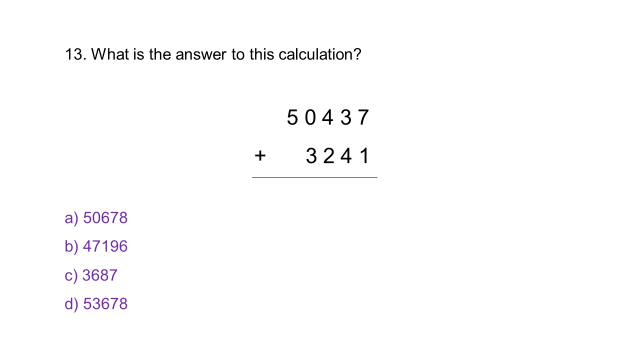 13. What is the answer to this calculation?
5 0 4 3 7
+ 3 2 4 1
a) 50678
b) 47196
c) 3687
d) 53678